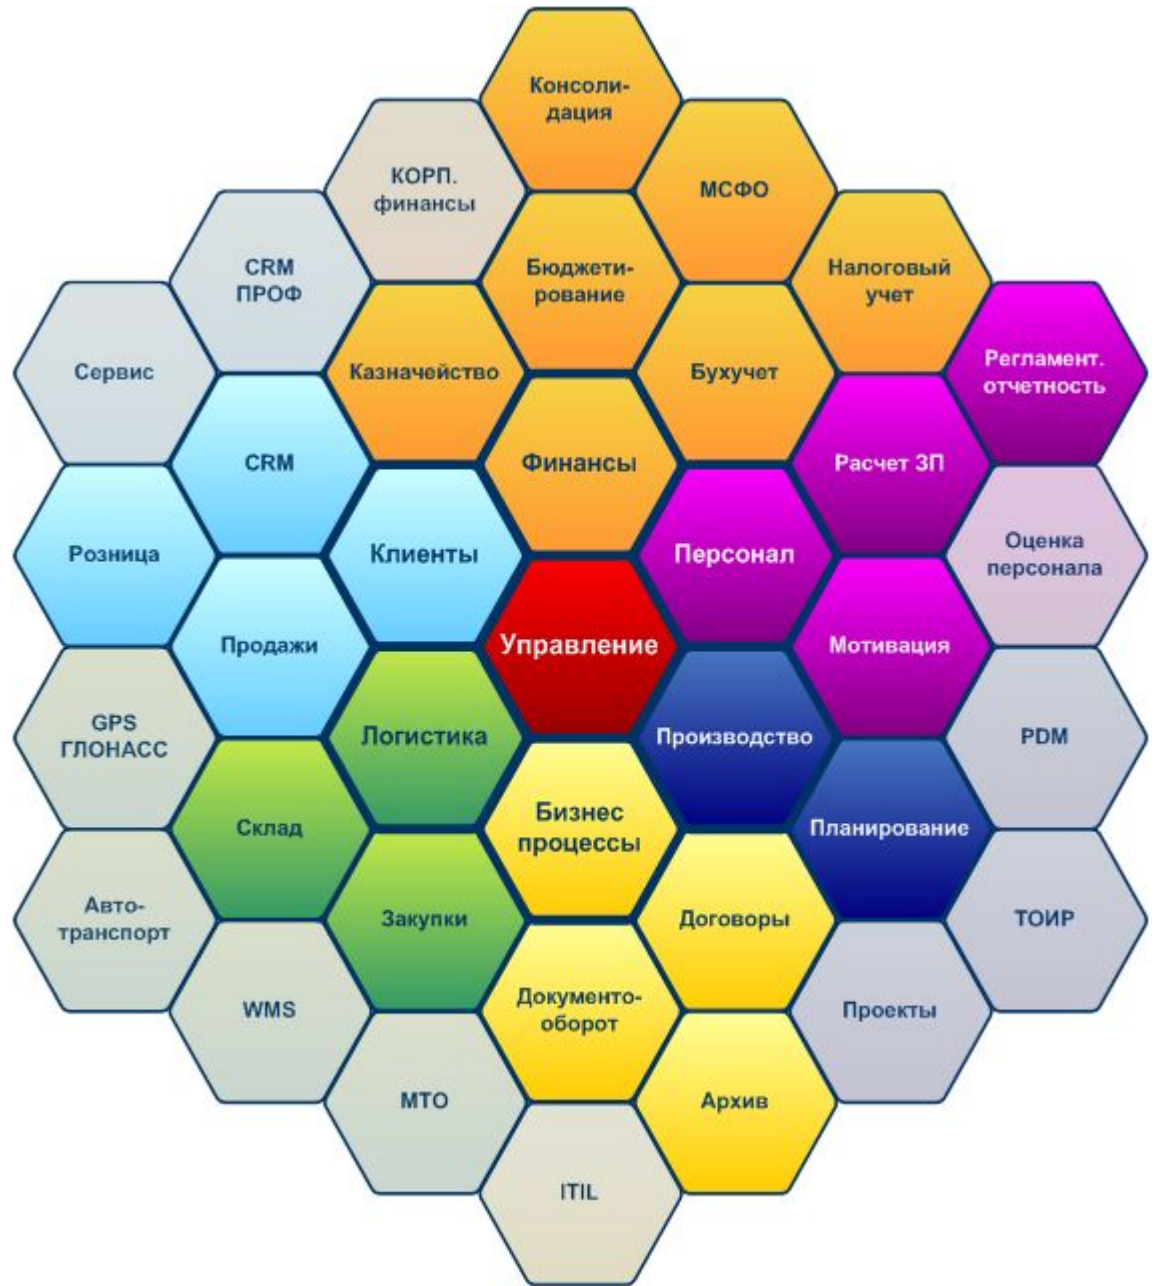 Консоли-
дация
КОРП.
финансы
МСФО
CRM
ПРОФ
Бюджети-
рование
Налоговый
учет
Сервис
Казначейство
Бухучет
Регламент.
отчетность
CRM
Финансы
Расчет ЗП
Розница
Клиенты
Персонал
Оценка
персонала
Продажи
Управление
Мотивация
GPS
ГЛОНАСС
Логистика
Производство
PDM
Склад
Бизнес
процессы
Планирование
Авто-
транспорт
Закупки
Договоры
ТОИР
WMS
Документо-
оборот
Проекты
МТО
Архив
ITIL